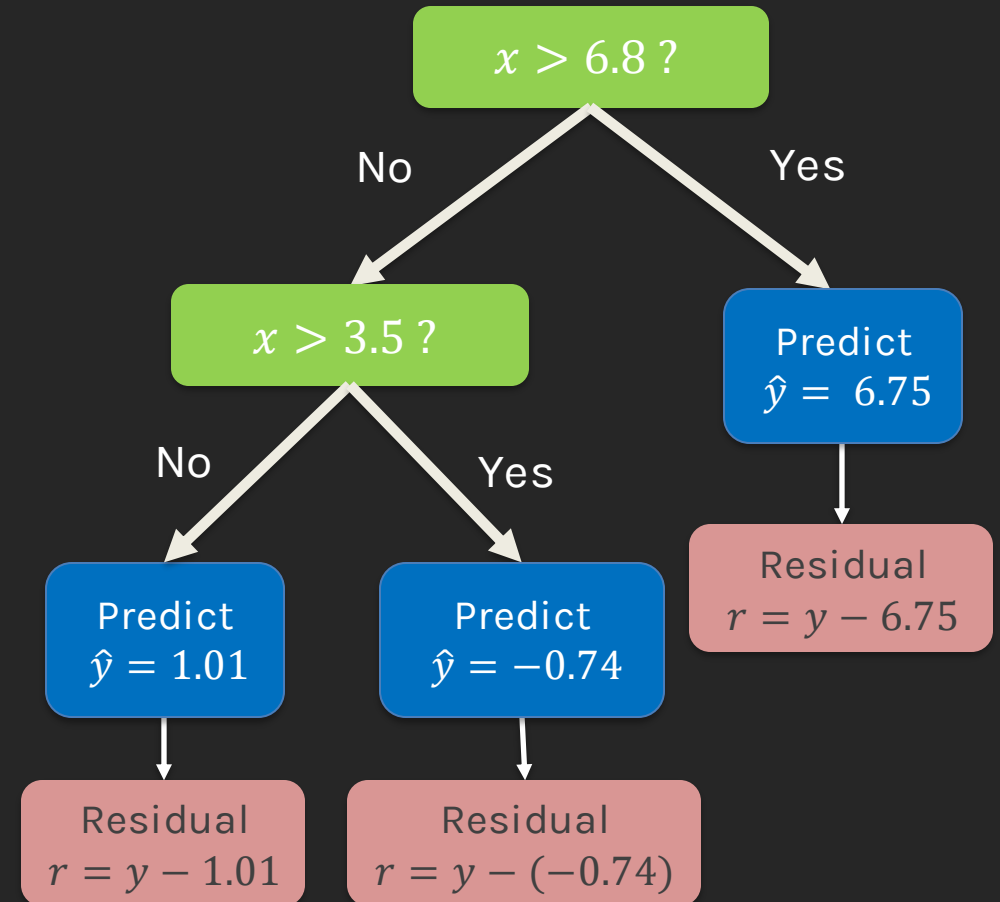 x > 6.8 ?
No
Yes
x > 3.5 ?
Predict
ŷ = 6.75
No
Yes
Residual
r = y − 6.75
Predict
ŷ = 1.01
Predict
ŷ = −0.74
Residual
r = y − 1.01
Residual
r = y − (−0.74)